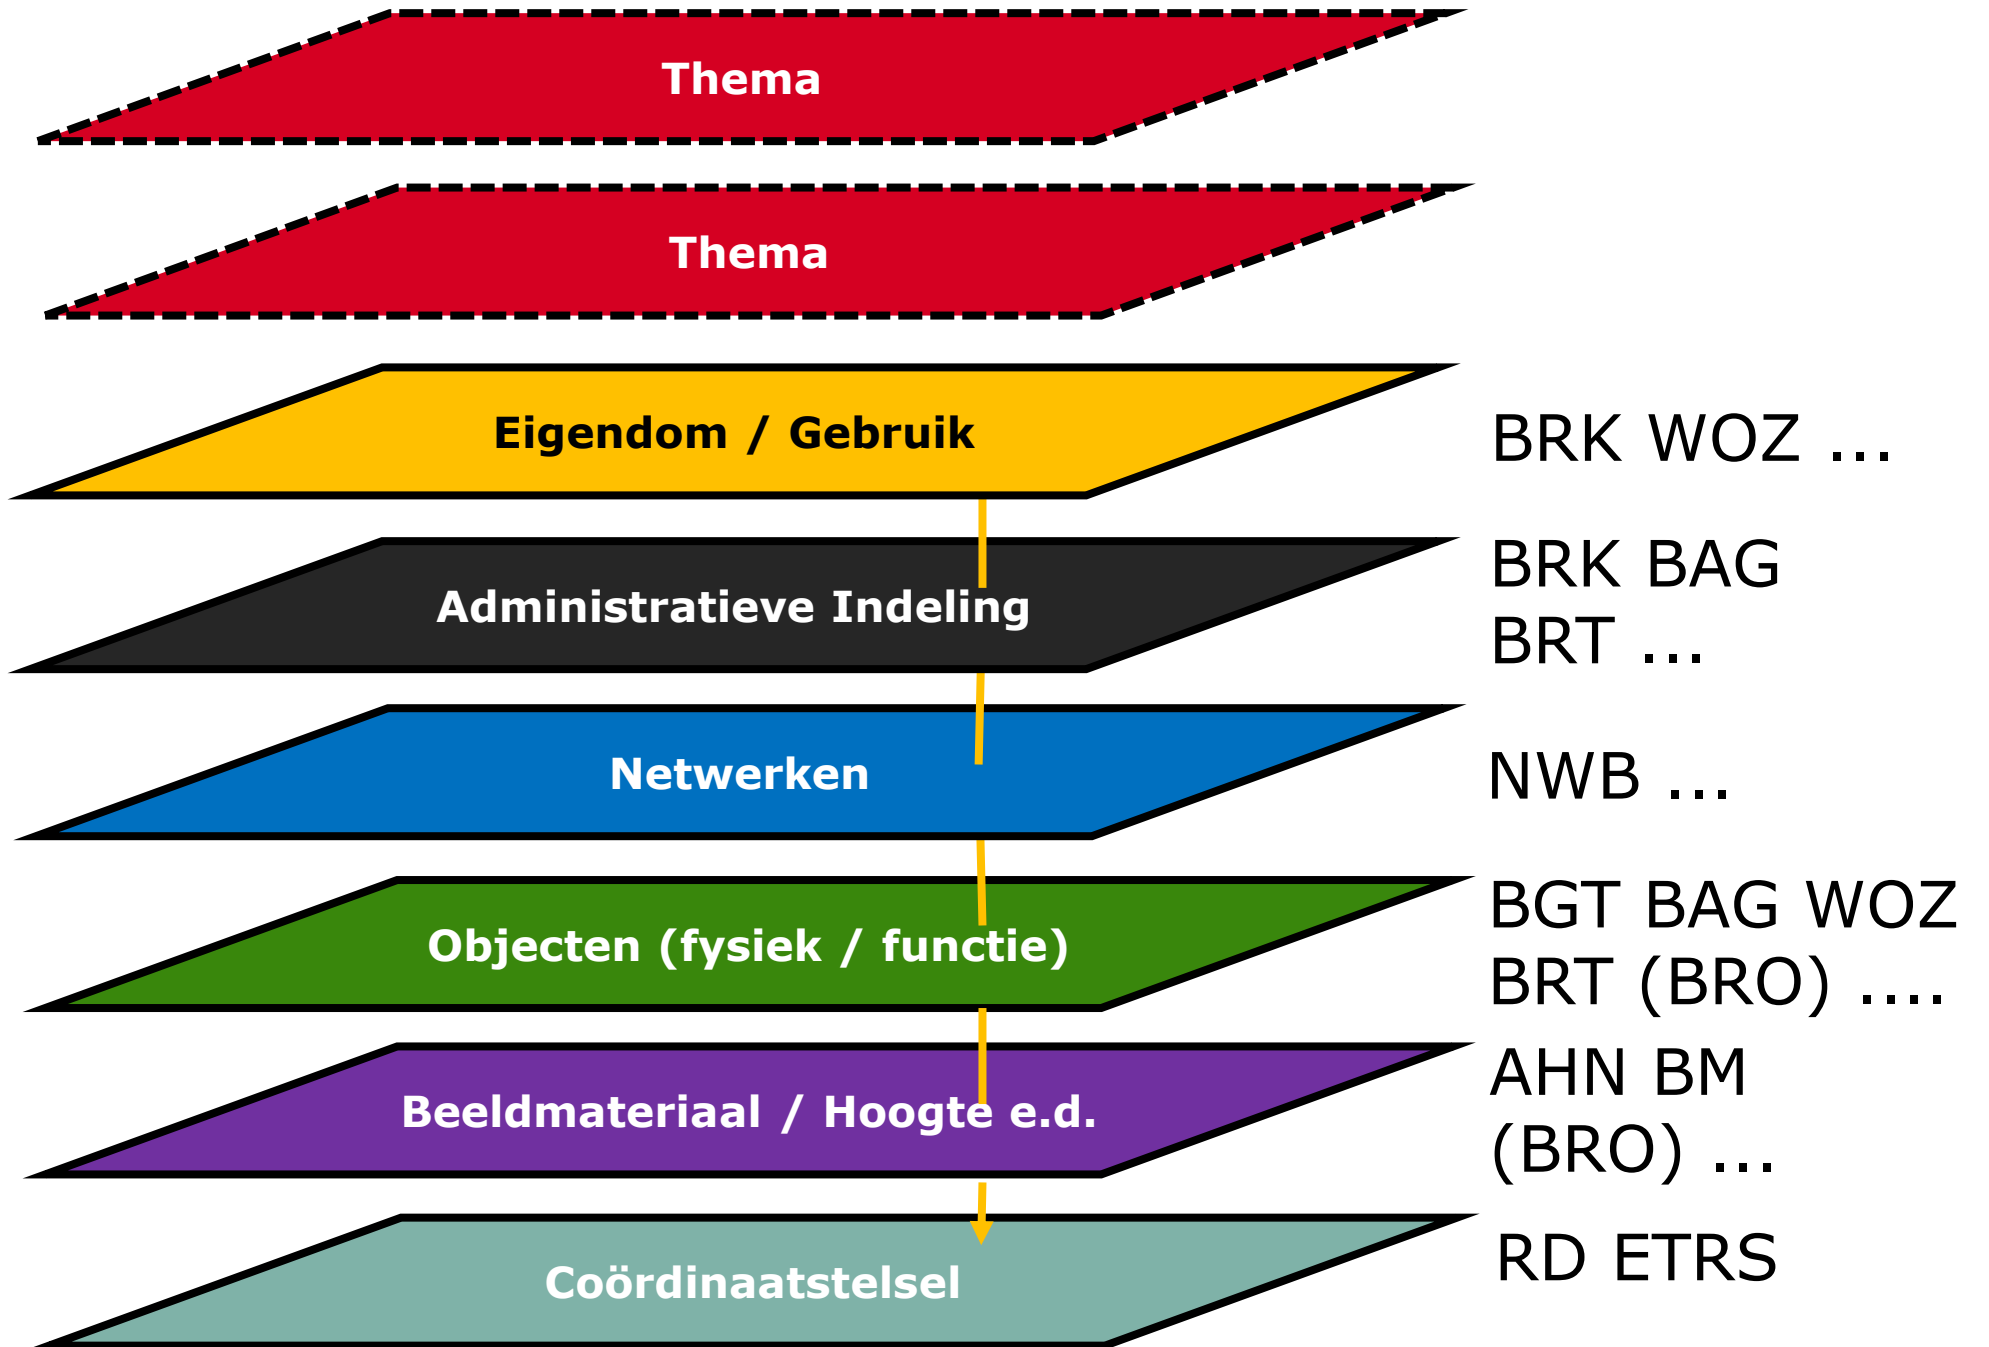 Thema
Thema
Eigendom / Gebruik
BRK WOZ ...
Administratieve Indeling
BRK BAG
BRT ...
Netwerken
NWB ...
Objecten (fysiek / functie)
BGT BAG WOZ
BRT (BRO) ....
Beeldmateriaal / Hoogte e.d.
AHN BM
(BRO) ...
Coördinaatstelsel
RD ETRS